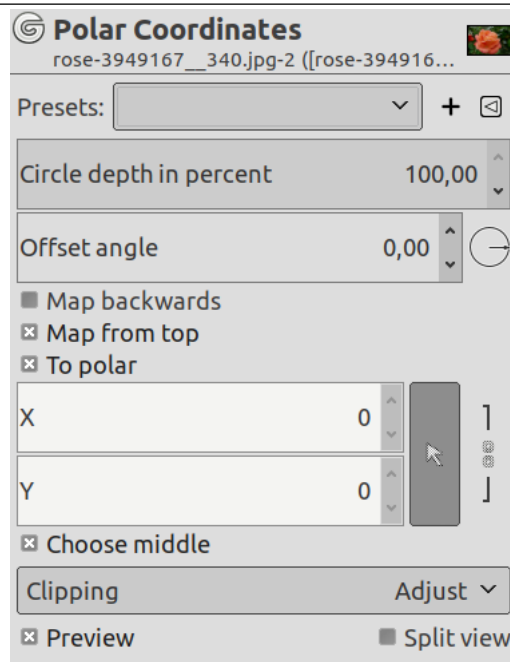 Polar Coordinates
rose-3949167__340.jpg-2 ([rose-394916...
Presets:
Circle depth in percent 100,00
Offset angle 0,00
Map backwards
Map from top
To polar
X 0
Y 0
Choose middle
Clipping Adjust
Preview Split view